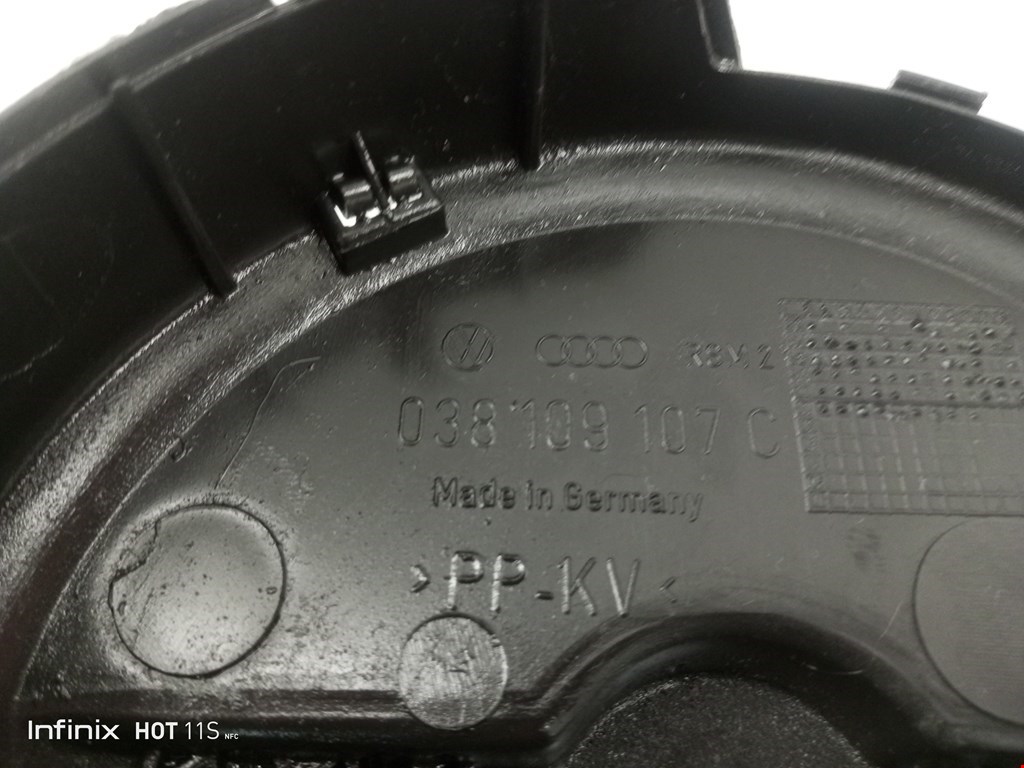 038 109 107 C
Made in Germany
>PP-KV<
Infinix HOT 11S NFC